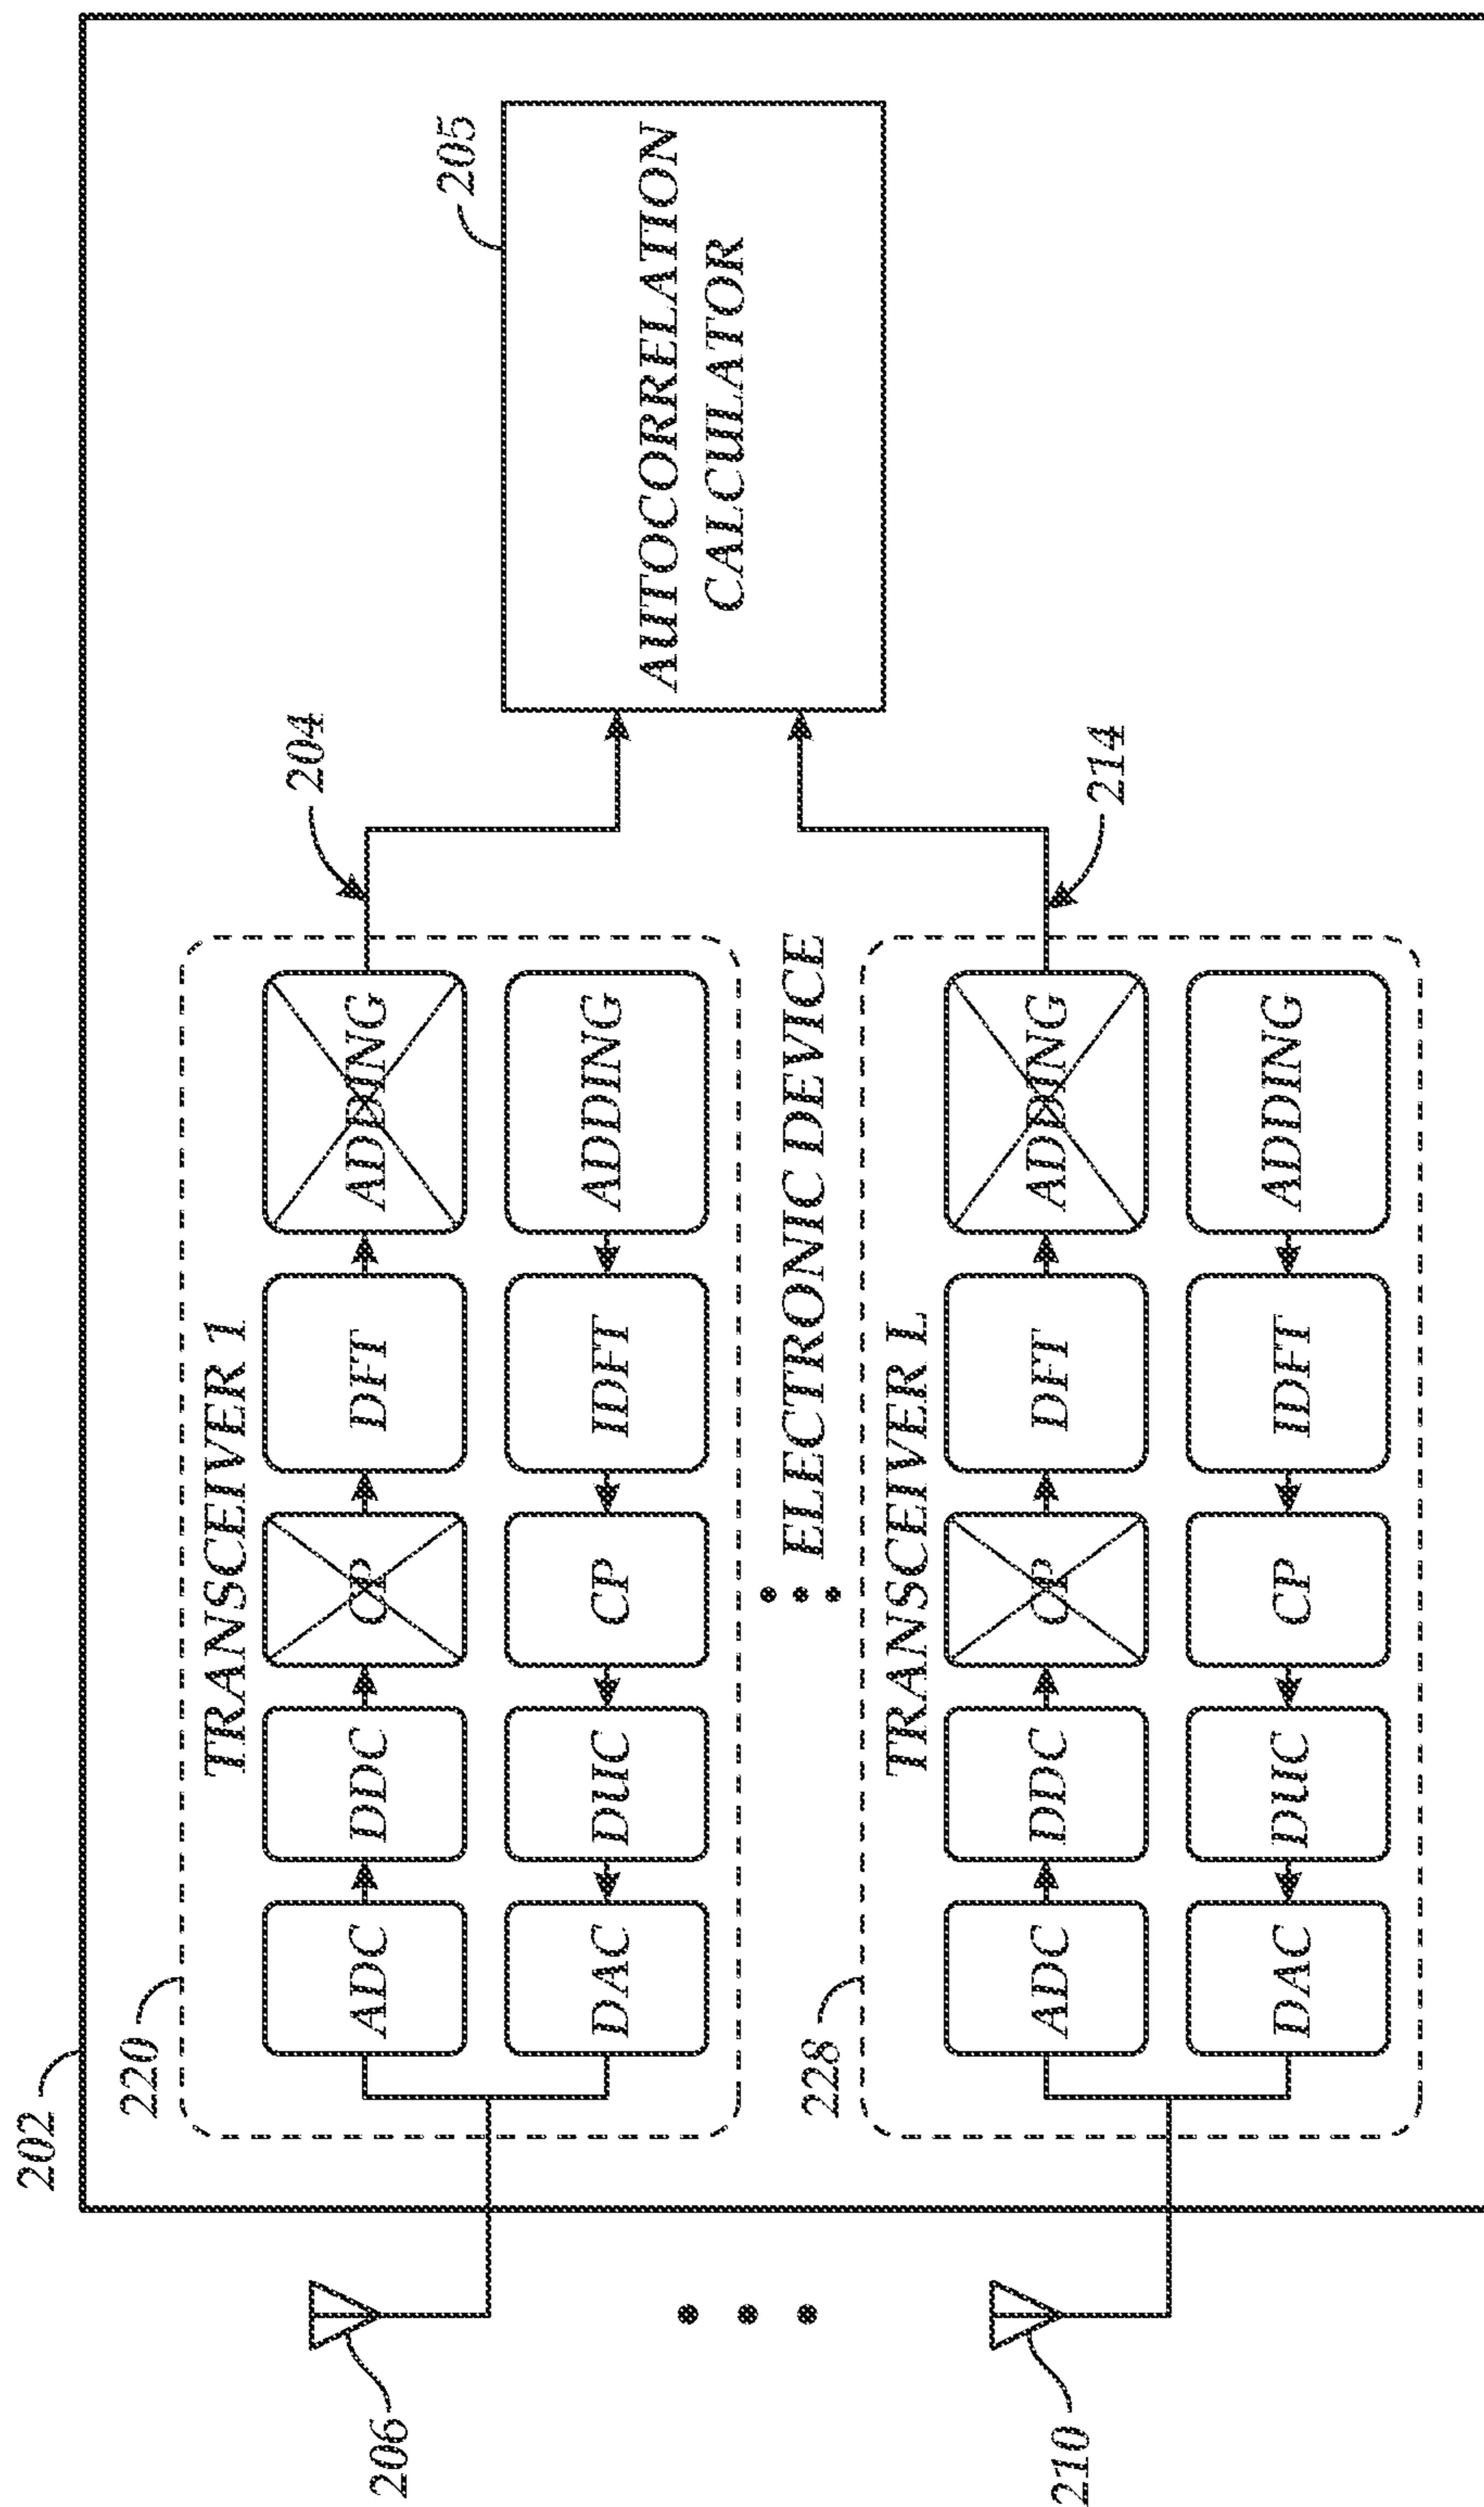 202
220
TRANSCEIVER 1
206
ADC
DDC
CP
DFT
ADDING
204
DAC
DUC
CP
IDFT
ADDING
205
AUTOCORRELATION
CALCULATOR
ELECTRONIC DEVICE
228
TRANSCEIVER L
210
ADC
DDC
CP
DFT
ADDING
214
DAC
DUC
CP
IDFT
ADDING